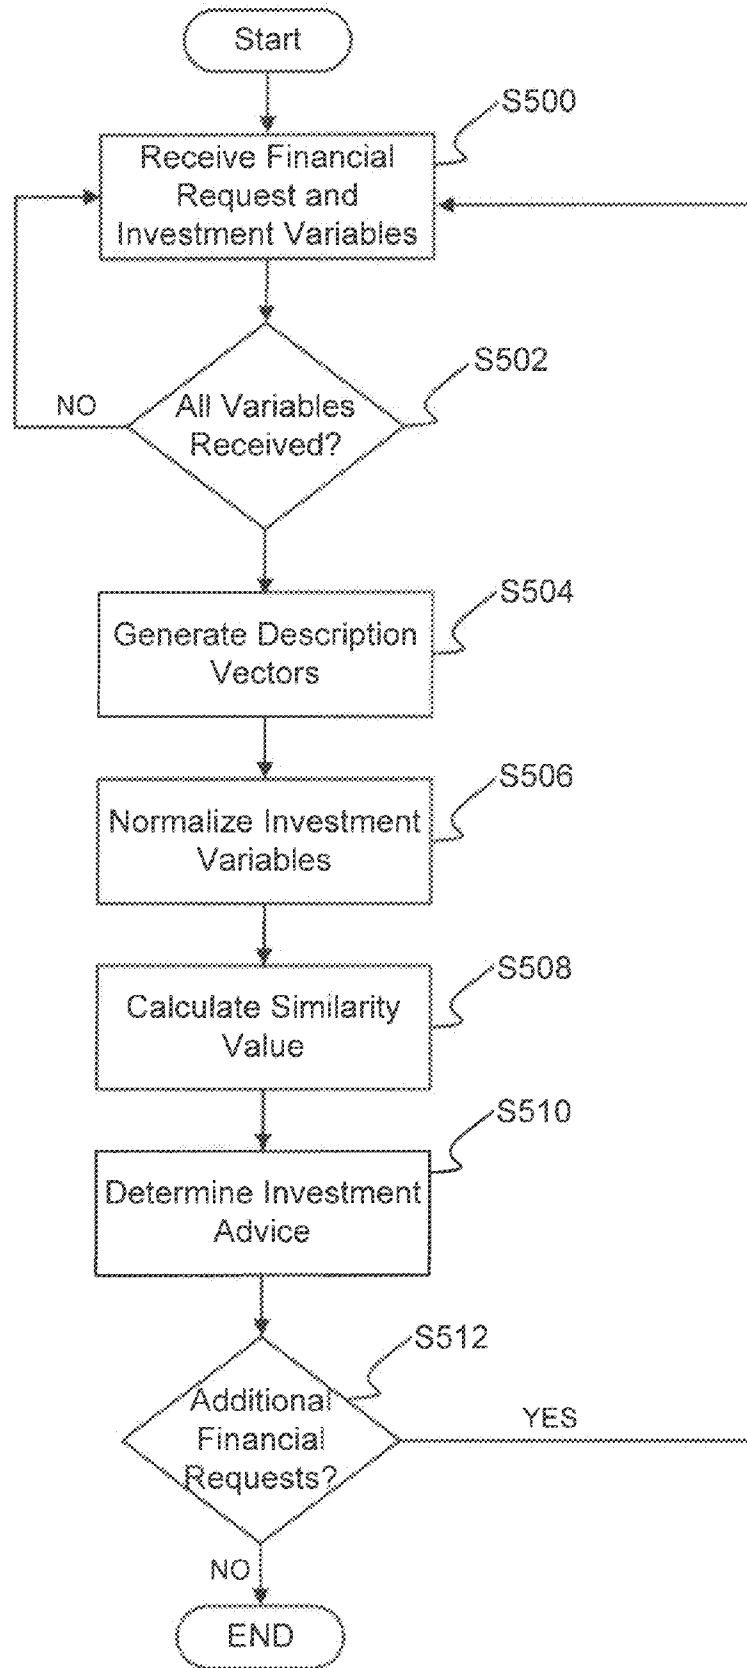 Start
S500
Receive Financial
Request and
Investment Variables
S502
NO
All Variables
Received?
S504
Generate Description
Vectors
S506
Normalize Investment
Variables
S508
Calculate Similarity
Value
S510
Determine Investment
Advice
S512
Additional
Financial
Requests?
YES
NO
END